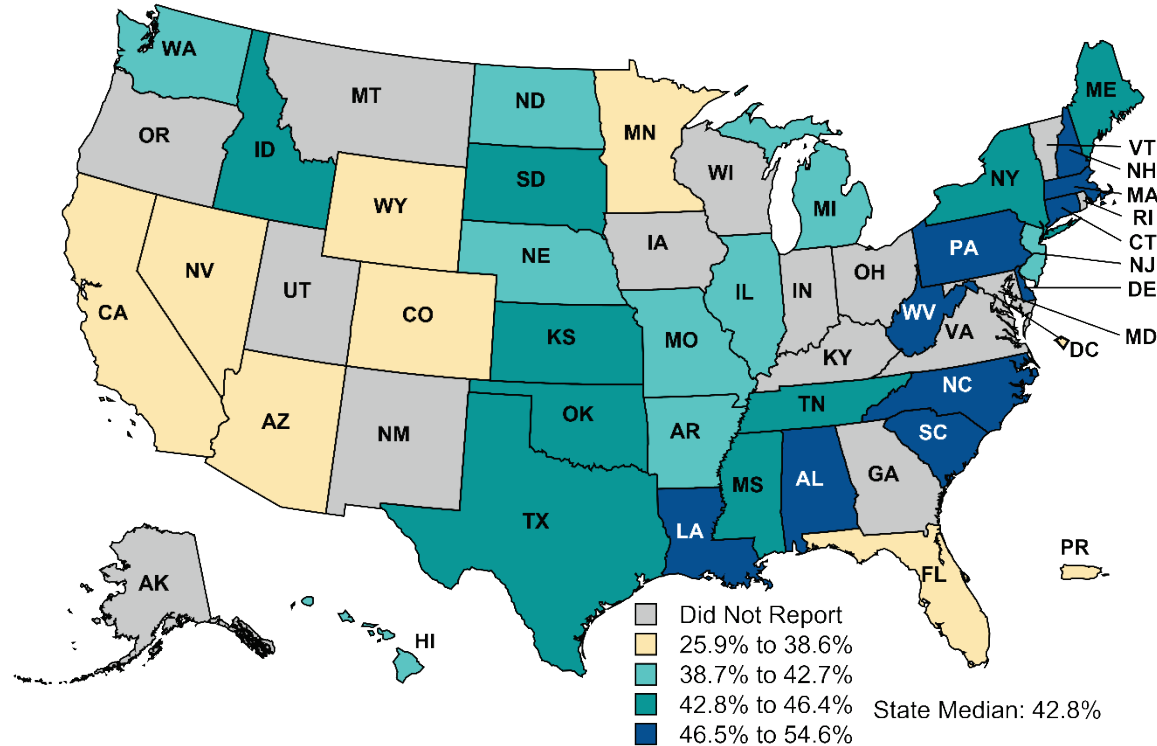 WA
MT
ND
MN
ME
OR
ID
SD
WI
NY
VT
NH
MA
RI
CT
NJ
DE
MD
DC
WY
MI
IA
NE
PA
NV
UT
IL
IN
OH
CA
CO
WV
VA
KS
MO
KY
NC
TN
AZ
NM
OK
AR
SC
MS
AL
GA
TX
LA
FL
PR
AK
HI
Did Not Report
25.9% to 38.6%
38.7% to 42.7%
42.8% to 46.4%
46.5% to 54.6%
State Median: 42.8%